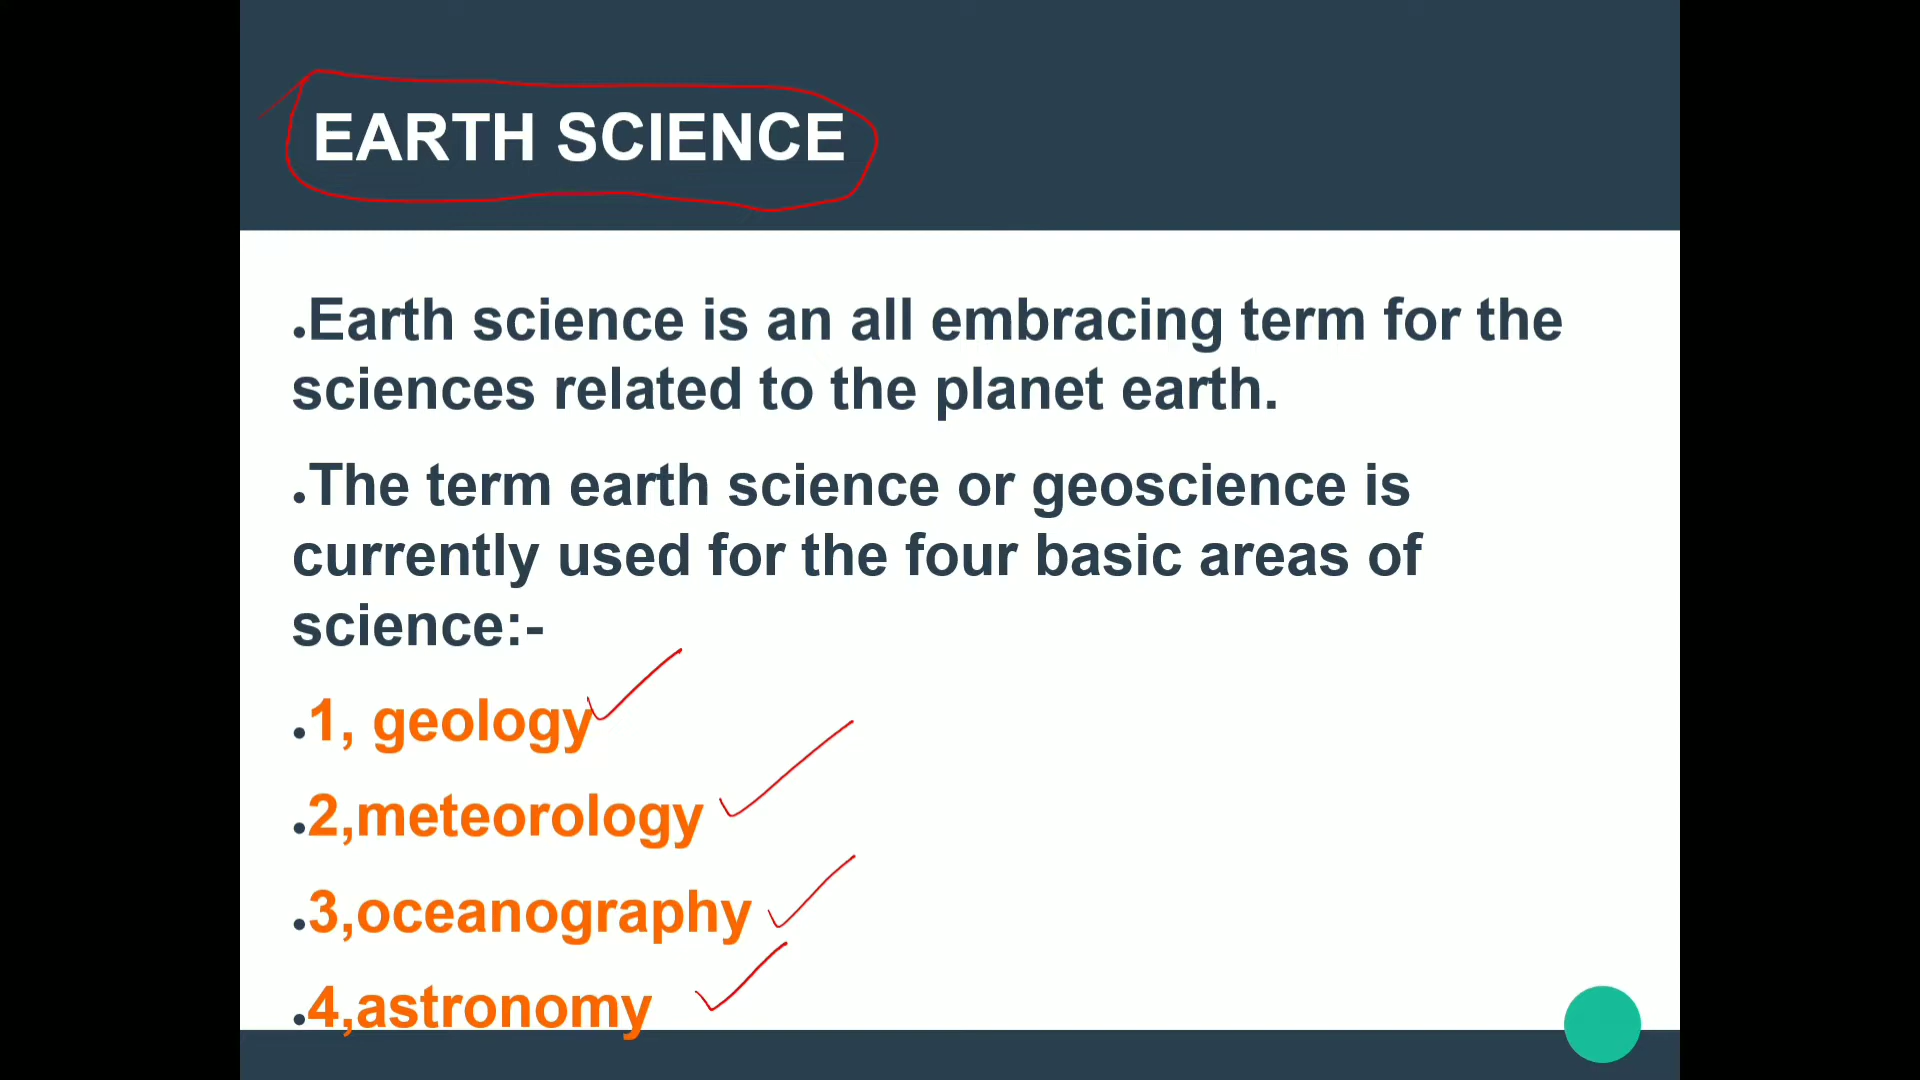 EARTH SCIENCE
•Earth science is an all embracing term for the
sciences related to the planet earth.
•The term earth science or geoscience is
currently used for the four basic areas of
science:-
•1, geology
•2,meteorology
•3,oceanography
•4,astronomy